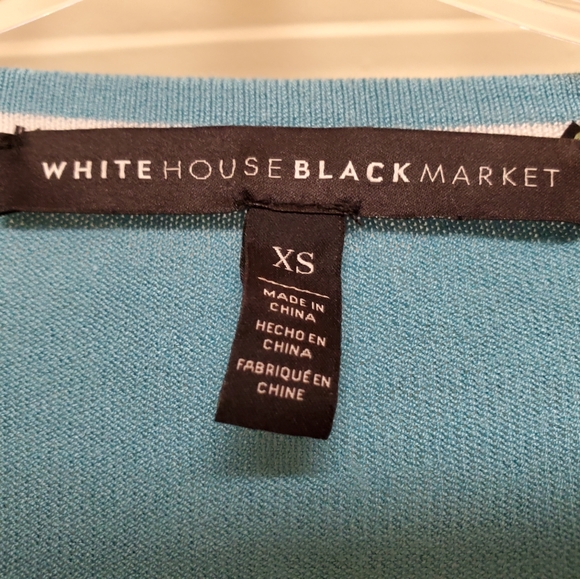 WHITE HOUSE BLACK MARKET
XS
MADE IN
CHINA
HECHO EN
CHINA
FABRIQUÉ EN
CHINE